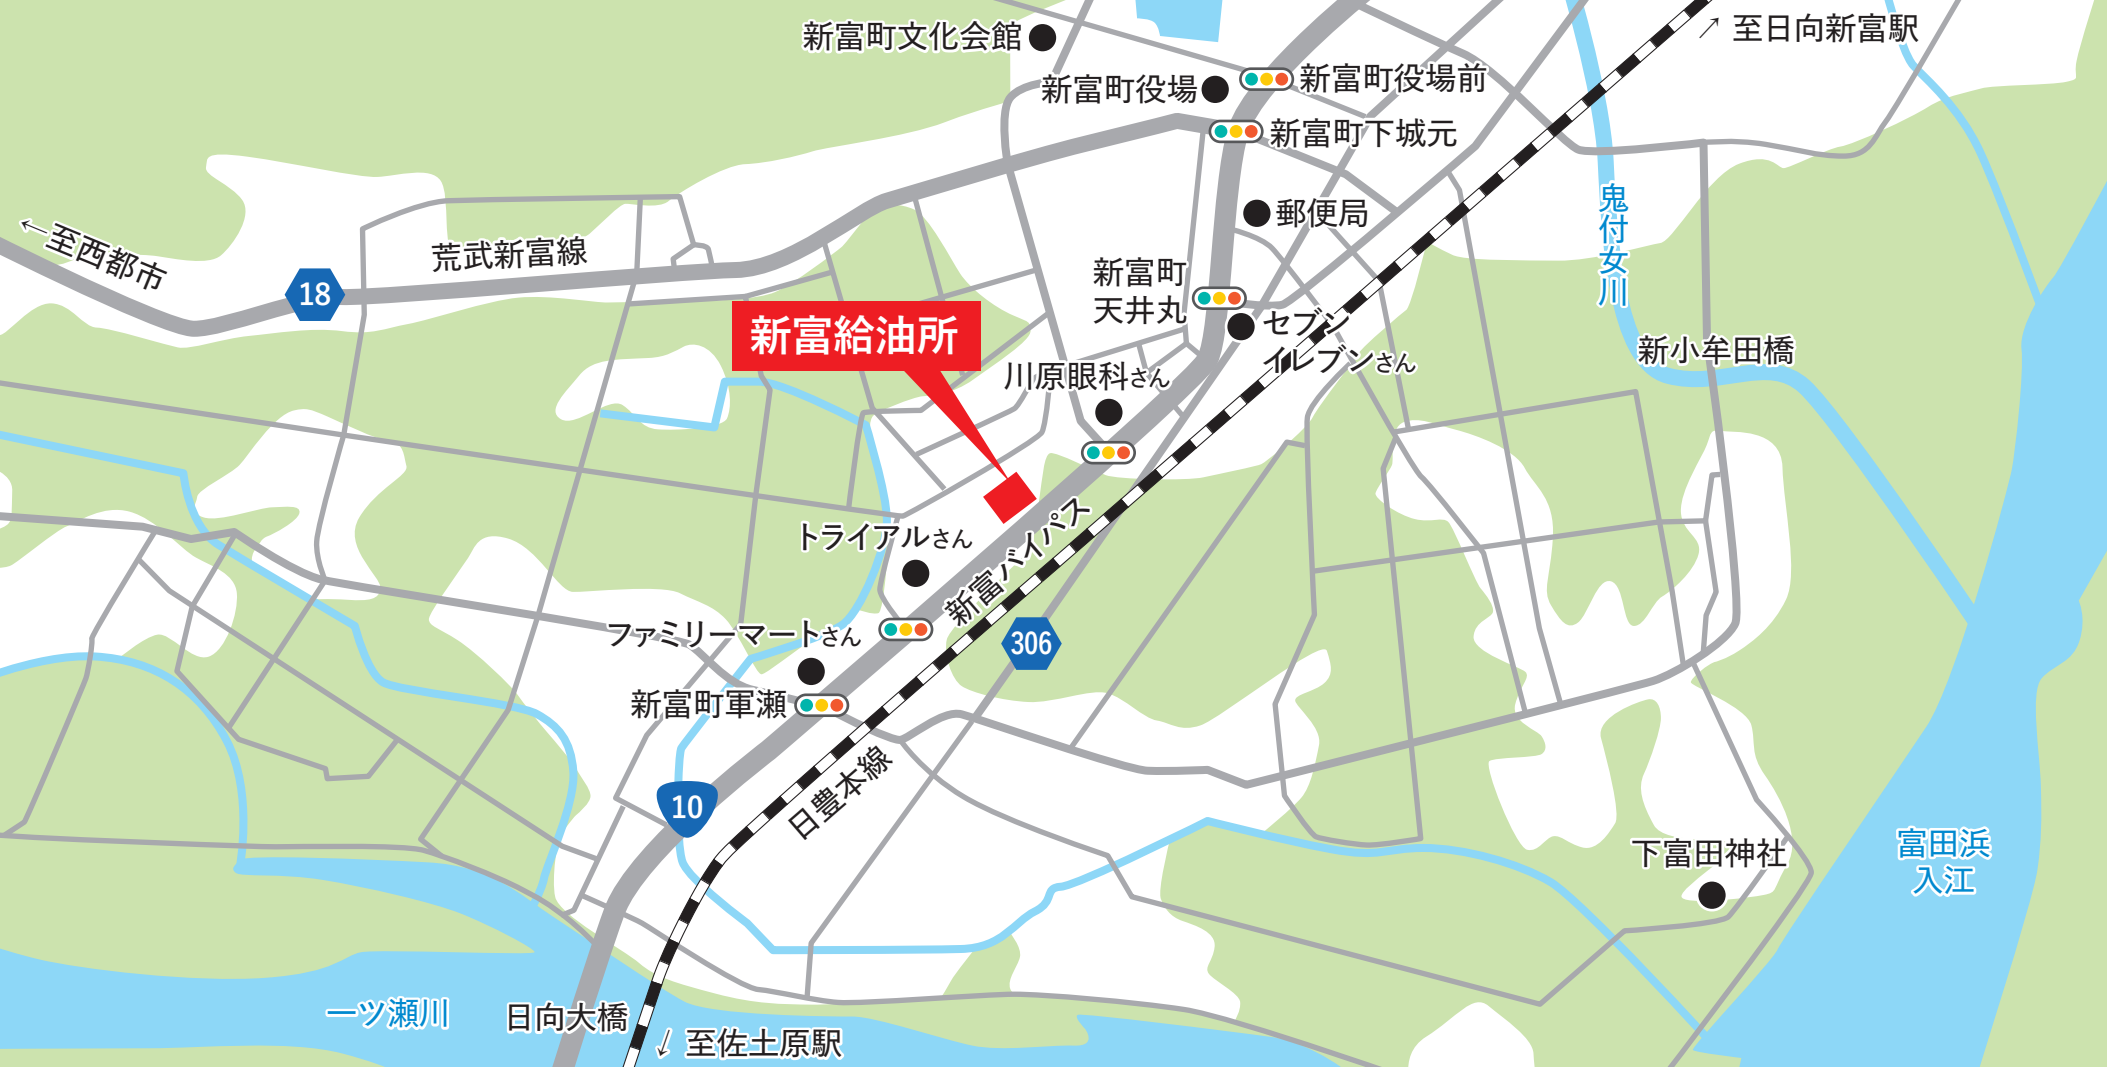 新富町文化会館
↗ 至日向新富駅
新富町役場
新富町役場前
新富町下城元
鬼付女川
郵便局
←至西都市
荒武新富線
18
新富町
天井丸
セブン
イレブンさん
新富給油所
新小牟田橋
川原眼科さん
トライアルさん
新富バイパス
ファミリーマートさん
306
新富町軍瀬
日豊本線
10
下富田神社
富田浜
入江
一ツ瀬川
日向大橋
↙ 至佐土原駅